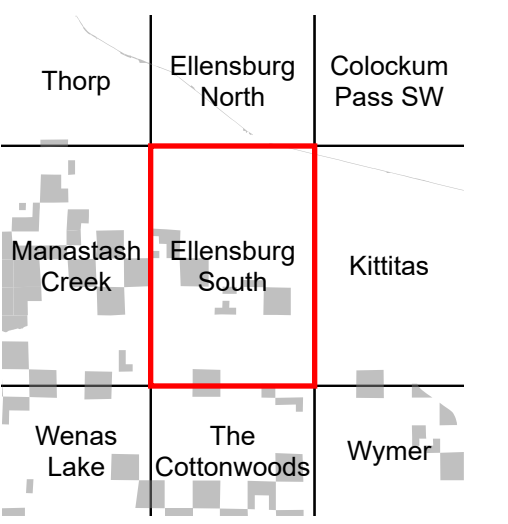 Thorp
Ellensburg
North
Colockum
Pass SW
Manastash
Creek
Ellensburg
South
Kittitas
Wenas
Lake
The
Cottonwoods
Wymer